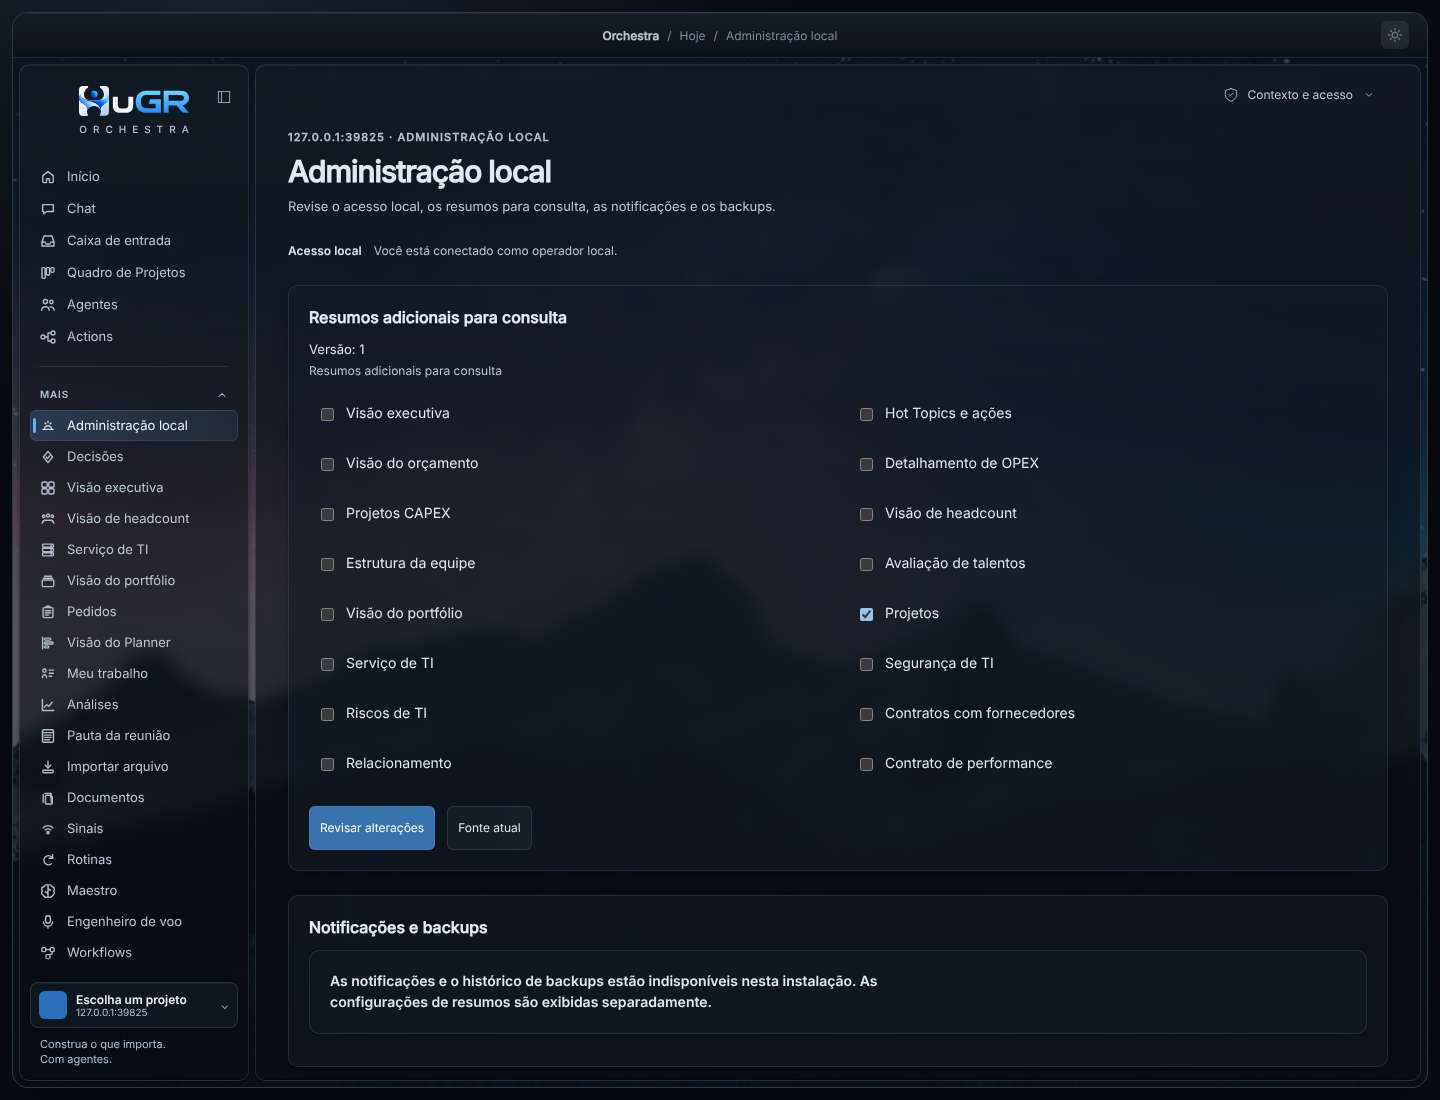 Orchestra / Hoje / Administração local
HuGR
ORCHESTRA
Início
Chat
Caixa de entrada
Quadro de Projetos
Agentes
Actions
MAIS
Administração local
Decisões
Visão executiva
Visão de headcount
Serviço de TI
Visão do portfólio
Pedidos
Visão do Planner
Meu trabalho
Análises
Pauta da reunião
Importar arquivo
Documentos
Sinais
Rotinas
Maestro
Engenheiro de voo
Workflows
Escolha um projeto
127.0.0.1:39825
Construa o que importa.
Com agentes.
Contexto e acesso
127.0.0.1:39825 · ADMINISTRAÇÃO LOCAL
Administração local
Revise o acesso local, os resumos para consulta, as notificações e os backups.
Acesso local Você está conectado como operador local.
Resumos adicionais para consulta
Versão: 1
Resumos adicionais para consulta
Visão executiva
Hot Topics e ações
Visão do orçamento
Detalhamento de OPEX
Projetos CAPEX
Visão de headcount
Estrutura da equipe
Avaliação de talentos
Visão do portfólio
Projetos
Serviço de TI
Segurança de TI
Riscos de TI
Contratos com fornecedores
Relacionamento
Contrato de performance
Revisar alterações
Fonte atual
Notificações e backups
As notificações e o histórico de backups estão indisponíveis nesta instalação. As
configurações de resumos são exibidas separadamente.